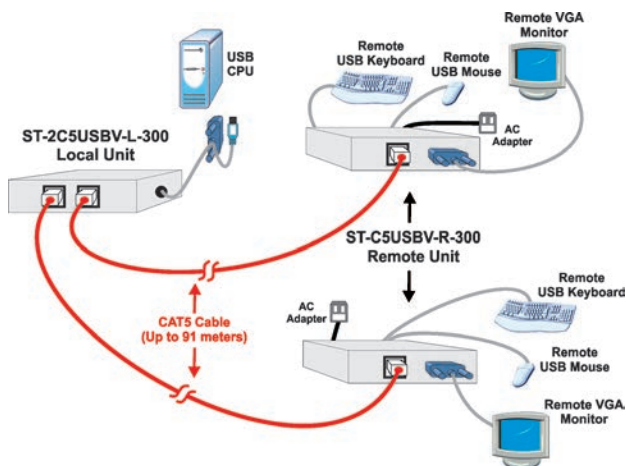 Remote VGA
Monitor
Remote
USB Keyboard
Remote
USB Mouse
USB
CPU
AC
Adapter
ST-2C5USBV-L-300
Local Unit
ST-C5USBV-R-300
Remote Unit
CAT5 Cable
(Up to 91 meters)
AC
Adapter
Remote
USB Keyboard
Remote
USB Mouse
Remote VGA.
Monitor